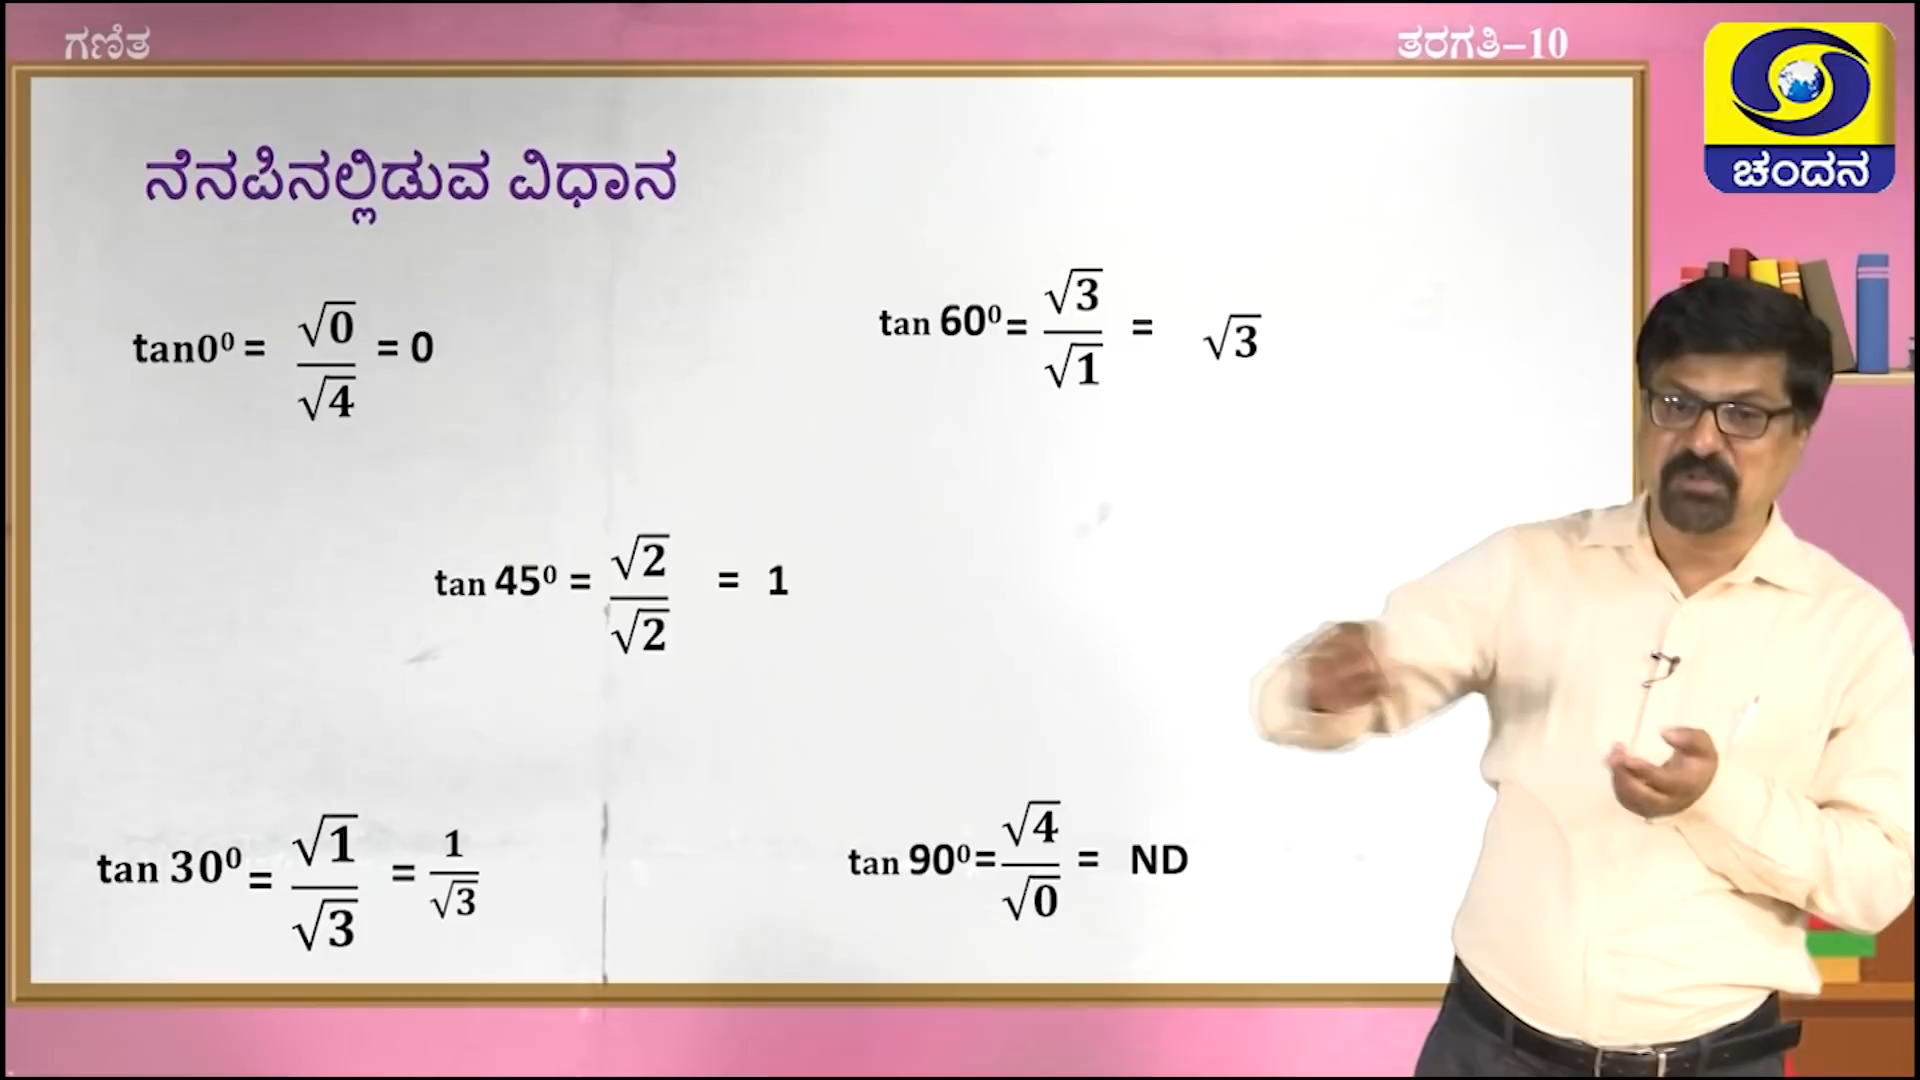 ಗಣಿತ
ತರಗತಿ–10
ಚಂದನ
ನೆನಪಿನಲ್ಲಿಡುವ ವಿಧಾನ
tan0⁰ = √0/√4 = 0
tan 60⁰ = √3/√1 = √3
tan 45⁰ = √2/√2 = 1
tan 30⁰ = √1/√3 = 1/√3
tan 90⁰ = √4/√0 = ND